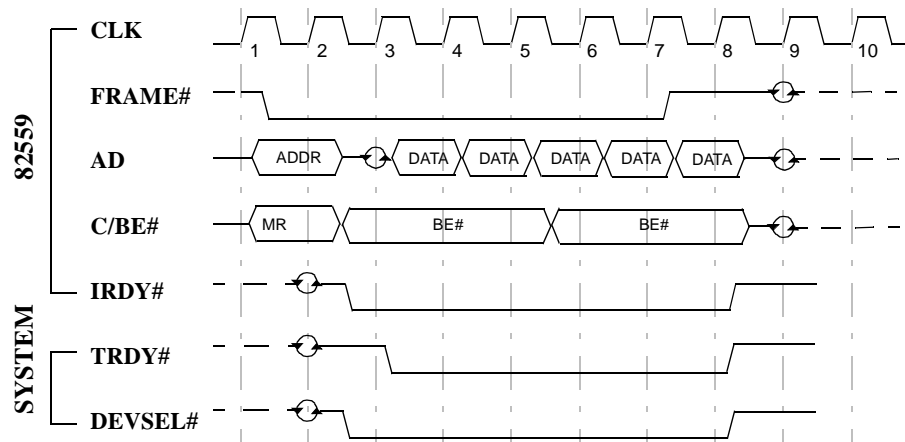 82559
SYSTEM
CLK
1 2 3 4 5 6 7 8 9 10
FRAME#
AD
ADDR DATA DATA DATA DATA DATA
C/BE#
MR BE# BE#
IRDY#
TRDY#
DEVSEL#